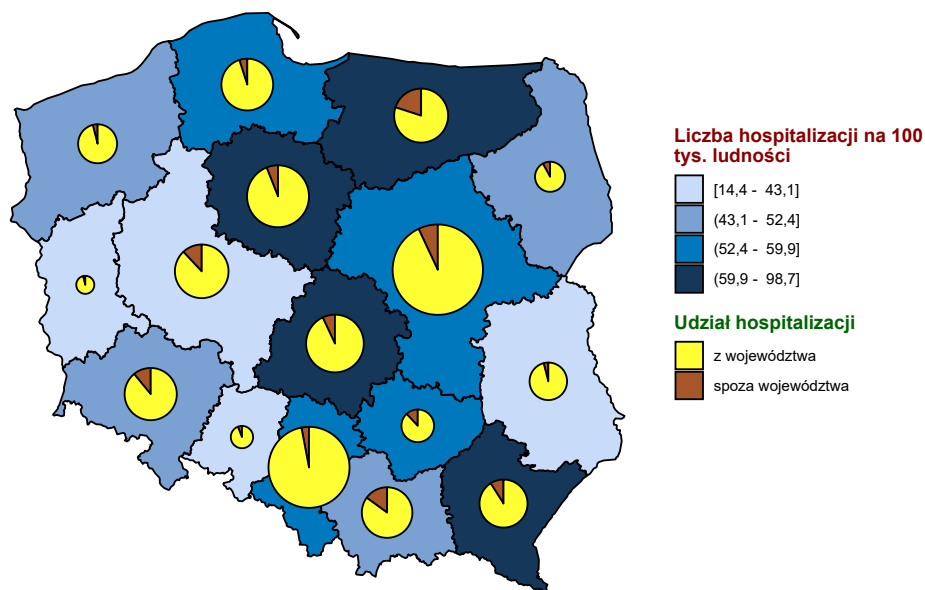 Liczba hospitalizacji na 100
tys. ludności
[14,4 - 43,1]
(43,1 - 52,4]
(52,4 - 59,9]
(59,9 - 98,7]
Udział hospitalizacji
z województwa
spoza województwa